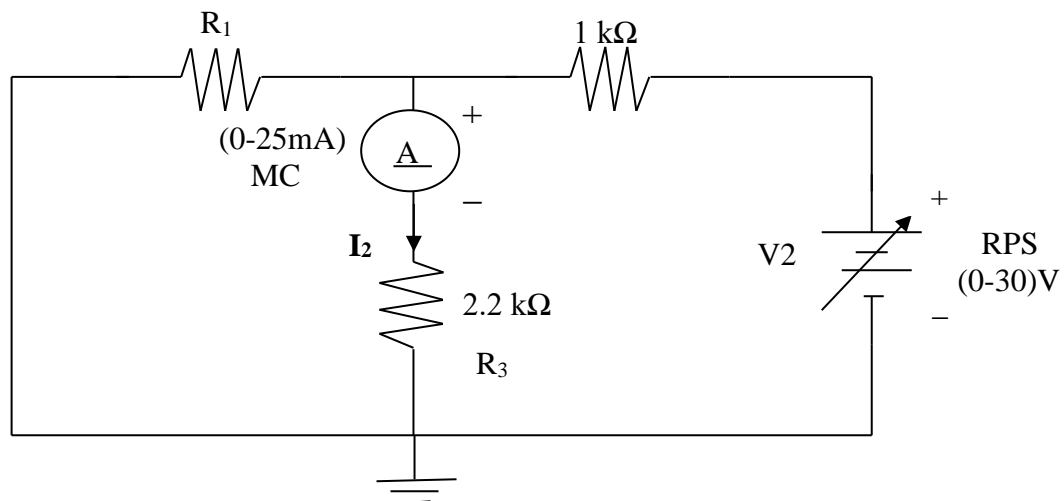 R₁
1 kΩ
(0-25mA)
MC
+
A
−
I₂
2.2 kΩ
R₃
V2
+
RPS
(0-30)V
−